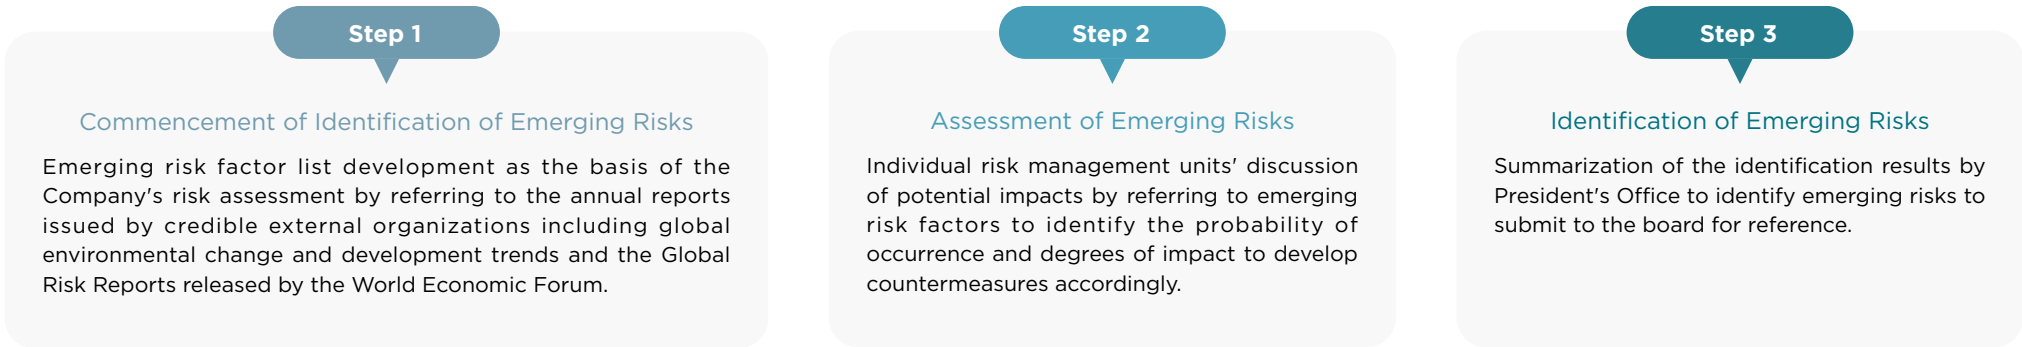 Step 1
Commencement of Identification of Emerging Risks
Emerging risk factor list development as the basis of the
Company's risk assessment by referring to the annual reports
issued by credible external organizations including global
environmental change and development trends and the Global
Risk Reports released by the World Economic Forum.
Step 2
Assessment of Emerging Risks
Individual risk management units' discussion
of potential impacts by referring to emerging
risk factors to identify the probability of
occurrence and degrees of impact to develop
countermeasures accordingly.
Step 3
Identification of Emerging Risks
Summarization of the identification results by
President's Office to identify emerging risks to
submit to the board for reference.